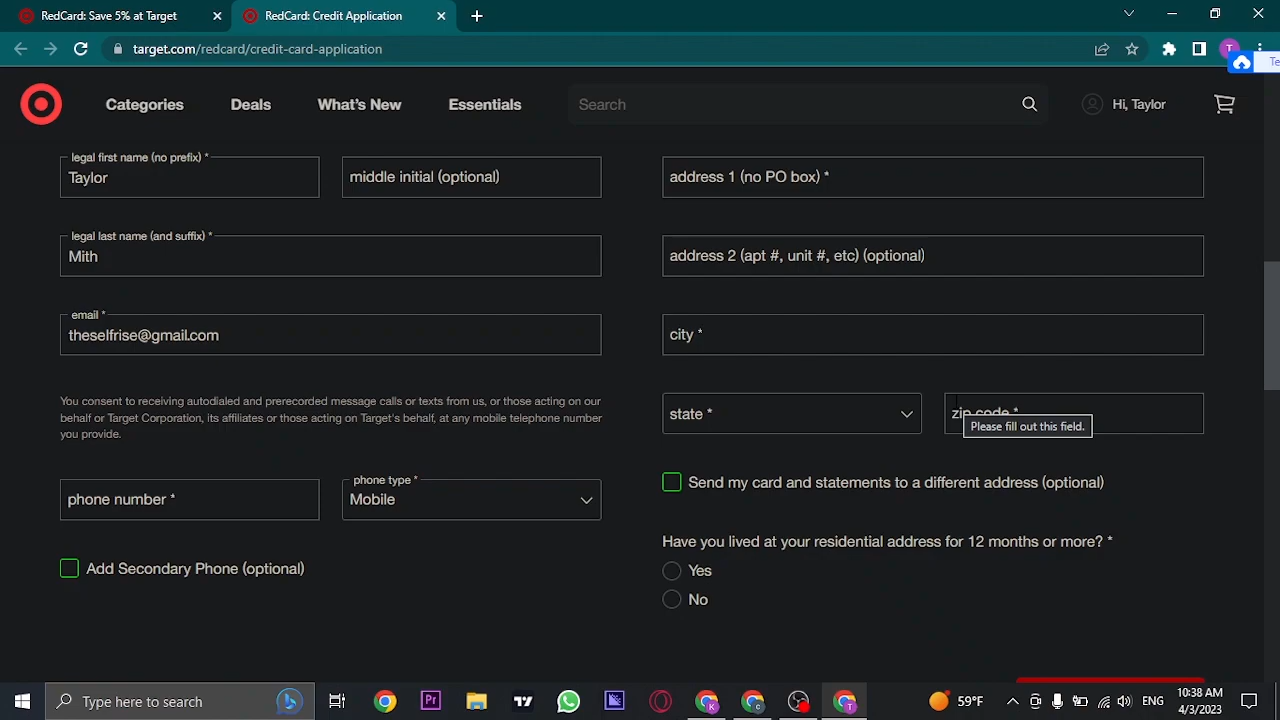 RedCard: Save 5% at Target
RedCard: Credit Application
target.com/redcard/credit-card-application
T
Te
Categories
Deals
What's New
Essentials
Search
Hi, Taylor
legal first name (no prefix) *
Taylor
middle initial (optional)
legal last name (and suffix) *
Mith
email *
theselfrise@gmail.com
You consent to receiving autodialed and prerecorded message calls or texts from us, or those acting on our
behalf or Target Corporation, its affiliates or those acting on Target's behalf, at any mobile telephone number
you provide.
phone number *
phone type *
Mobile
Add Secondary Phone (optional)
address 1 (no PO box) *
address 2 (apt #, unit #, etc) (optional)
city *
state *
zip code *
Please fill out this field.
Send my card and statements to a different address (optional)
Have you lived at your residential address for 12 months or more? *
Yes
No
Type here to search
Pr
K
C
T
59°F
ENG
10:38 AM
4/3/2023